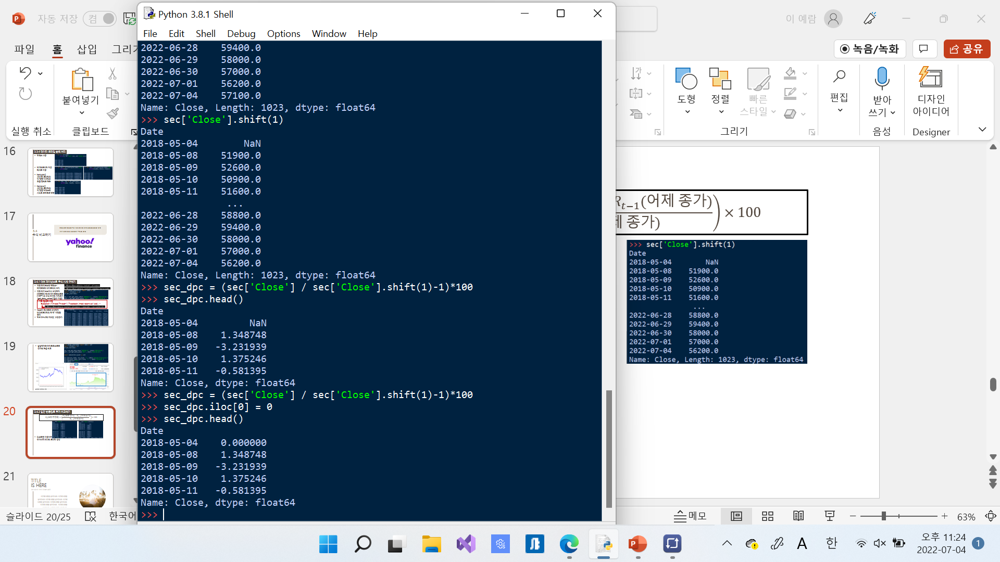 자동 저장
켬
이 예람
파일
홈
삽입
그리기
녹음/녹화
공유
붙여넣기
실행 취소
클립보드
도형
정렬
빠른
스타일
그리기
편집
받아
쓰기
음성
디자인
아이디어
Designer
Python 3.8.1 Shell
File Edit Shell Debug Options Window Help
2022-06-28 59400.0
2022-06-29 58000.0
2022-06-30 57000.0
2022-07-01 56200.0
2022-07-04 57100.0
Name: Close, Length: 1023, dtype: float64
>>> sec['Close'].shift(1)
Date
2018-05-04 NaN
2018-05-08 51900.0
2018-05-09 52600.0
2018-05-10 50900.0
2018-05-11 51600.0
...
2022-06-28 58800.0
2022-06-29 59400.0
2022-06-30 58000.0
2022-07-01 57000.0
2022-07-04 56200.0
Name: Close, Length: 1023, dtype: float64
>>> sec_dpc = (sec['Close'] / sec['Close'].shift(1)-1)*100
>>> sec_dpc.head()
Date
2018-05-04 NaN
2018-05-08 1.348748
2018-05-09 -3.231939
2018-05-10 1.375246
2018-05-11 -0.581395
Name: Close, dtype: float64
>>> sec_dpc = (sec['Close'] / sec['Close'].shift(1)-1)*100
>>> sec_dpc.iloc[0] = 0
>>> sec_dpc.head()
Date
2018-05-04 0.000000
2018-05-08 1.348748
2018-05-09 -3.231939
2018-05-10 1.375246
2018-05-11 -0.581395
Name: Close, dtype: float64
>>>
16
17
yahoo!
finance
18
19
20
21
TITLE
IS HERE
R_{t−1}(어제 종가)
제 종가)
) × 100
>>> sec['Close'].shift(1)
Date
2018-05-04 NaN
2018-05-08 51900.0
2018-05-09 52600.0
2018-05-10 50900.0
2018-05-11 51600.0
...
2022-06-28 58800.0
2022-06-29 59400.0
2022-06-30 58000.0
2022-07-01 57000.0
2022-07-04 56200.0
Name: Close, Length: 1023, dtype: float64
슬라이드 20/25
한국어
메모
63%
A
한
오후 11:24
2022-07-04
1